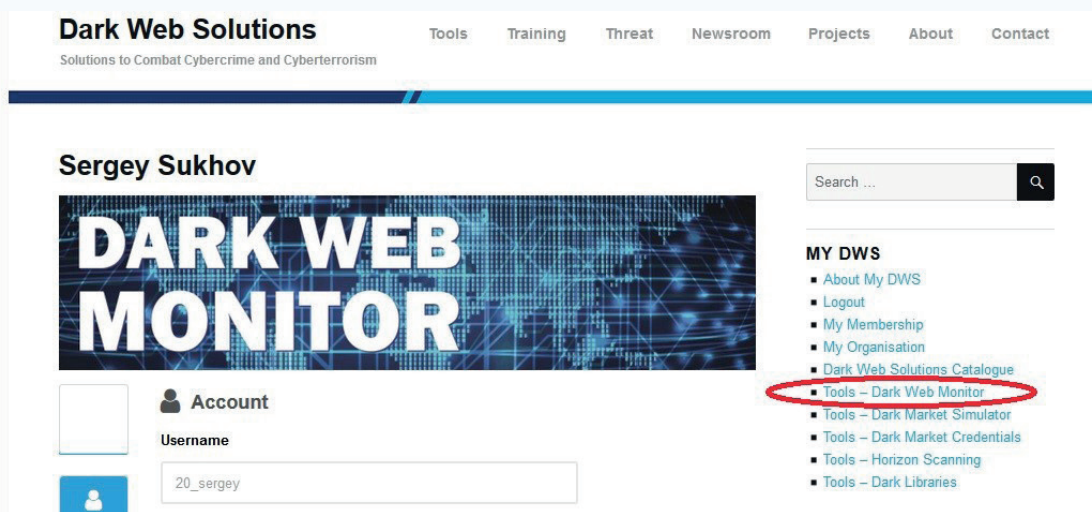 Dark Web Solutions
Solutions to Combat Cybercrime and Cyberterrorism
Tools Training Threat Newsroom Projects About Contact
Sergey Sukhov
DARK WEB
MONITOR
Account
Username
20_sergey
Search ...
MY DWS
About My DWS
Logout
My Membership
My Organisation
Dark Web Solutions Catalogue
Tools – Dark Web Monitor
Tools – Dark Market Simulator
Tools – Dark Market Credentials
Tools – Horizon Scanning
Tools – Dark Libraries